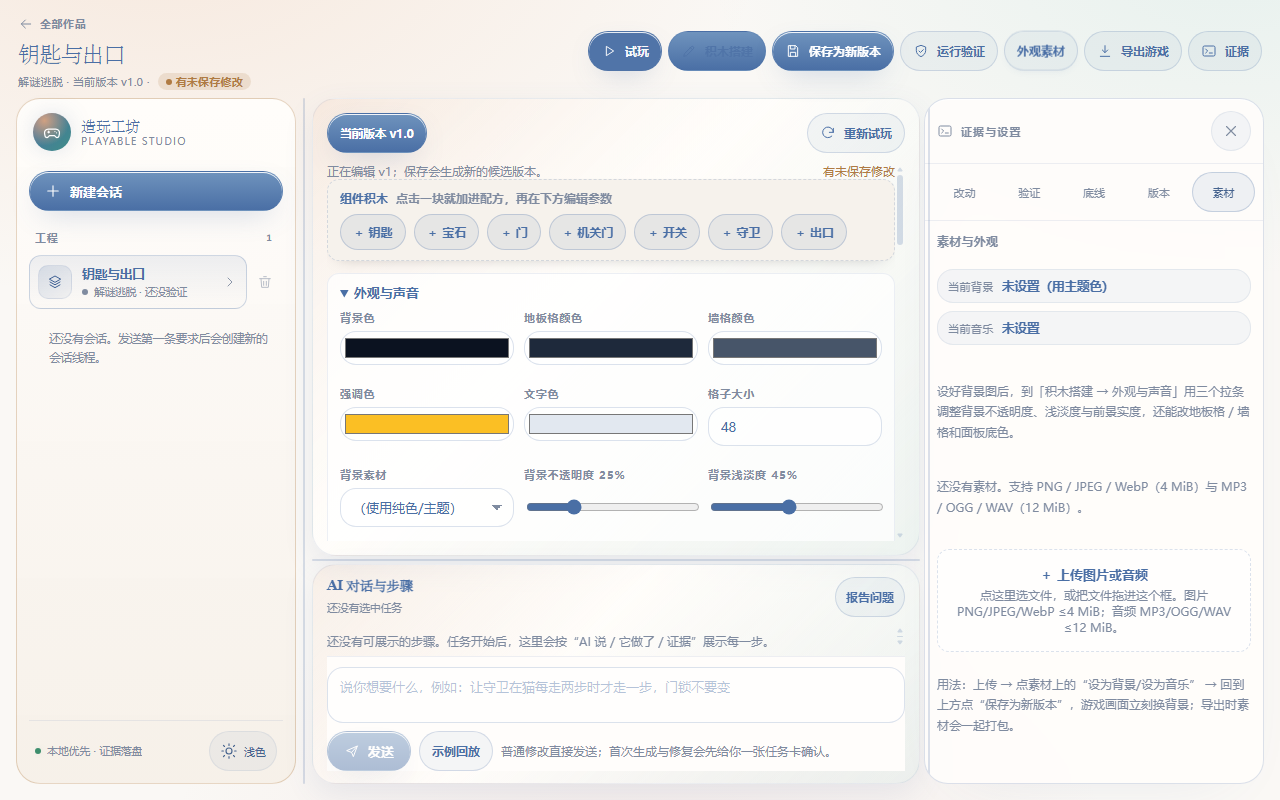 全部作品
钥匙与出口
解谜逃脱 · 当前版本 v1.0 ·
有未保存修改
试玩
积木搭建
保存为新版本
运行验证
外观素材
导出游戏
证据
造玩工坊
PLAYABLE STUDIO
新建会话
工程
1
钥匙与出口
解谜逃脱 · 还没验证
还没有会话。发送第一条要求后会创建新的
会话线程。
本地优先 · 证据落盘
浅色
当前版本 v1.0
重新试玩
正在编辑 v1；保存会生成新的候选版本。
有未保存修改
组件积木 点击一块就加进配方，再在下方编辑参数
+ 钥匙
+ 宝石
+ 门
+ 机关门
+ 开关
+ 守卫
+ 出口
▼ 外观与声音
背景色
地板格颜色
墙格颜色
强调色
文字色
格子大小
48
背景素材
背景不透明度 25%
背景浅淡度 45%
（使用纯色/主题）
AI 对话与步骤
还没有选中任务
报告问题
还没有可展示的步骤。任务开始后，这里会按“AI 说 / 它做了 / 证据”展示每一步。
说你想要什么，例如：让守卫在猫每走两步时才走一步，门锁不要变
发送
示例回放
普通修改直接发送；首次生成与修复会先给你一张任务卡确认。
证据与设置
改动
验证
底线
版本
素材
素材与外观
当前背景 未设置（用主题色）
当前音乐 未设置
设好背景图后，到「积木搭建 → 外观与声音」用三个拉条
调整背景不透明度、浅淡度与前景实度，还能改地板格 / 墙
格和面板底色。
还没有素材。支持 PNG / JPEG / WebP（4 MiB）与 MP3
/ OGG / WAV（12 MiB）。
+ 上传图片或音频
点这里选文件，或把文件拖进这个框。图片
PNG/JPEG/WebP ≤4 MiB；音频 MP3/OGG/WAV
≤12 MiB。
用法：上传 → 点素材上的“设为背景/设为音乐” → 回到
上方点“保存为新版本”，游戏画面立刻换背景；导出时素
材会一起打包。